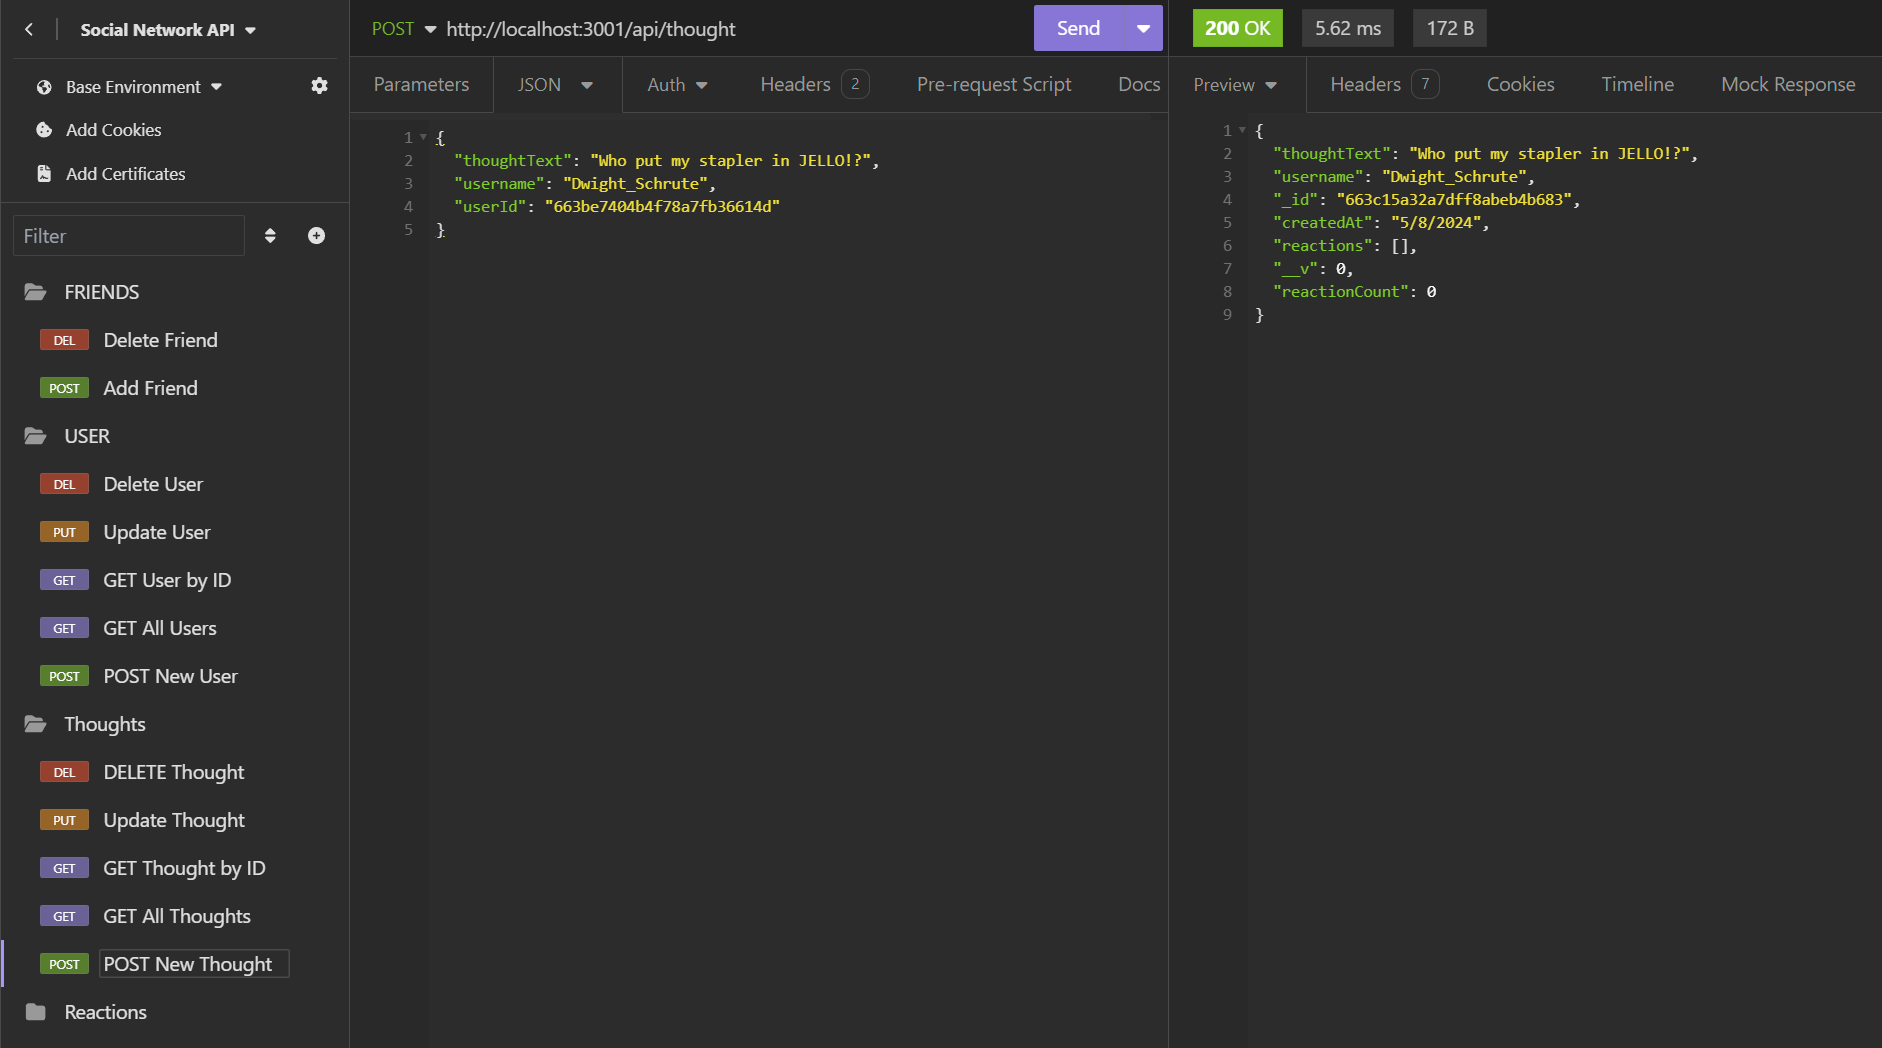 Social Network API
Base Environment
Add Cookies
Add Certificates
Filter
FRIENDS
DEL Delete Friend
POST Add Friend
USER
DEL Delete User
PUT Update User
GET GET User by ID
GET GET All Users
POST POST New User
Thoughts
DEL DELETE Thought
PUT Update Thought
GET GET Thought by ID
GET GET All Thoughts
POST POST New Thought
Reactions
POST http://localhost:3001/api/thought Send
Parameters JSON Auth Headers 2 Pre-request Script Docs
1 {
2 "thoughtText": "Who put my stapler in JELLO!?",
3 "username": "Dwight_Schrute",
4 "userId": "663be7404b4f78a7fb36614d"
5 }
200 OK 5.62 ms 172 B
Preview Headers 7 Cookies Timeline Mock Response
1 {
2 "thoughtText": "Who put my stapler in JELLO!?",
3 "username": "Dwight_Schrute",
4 "_id": "663c15a32a7dff8abeb4b683",
5 "createdAt": "5/8/2024",
6 "reactions": [],
7 "__v": 0,
8 "reactionCount": 0
9 }